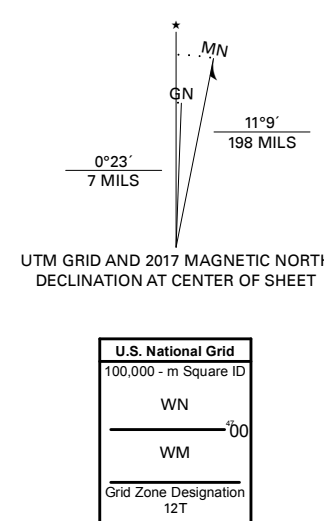 ★
MN
GN
11°9´
198 MILS
0°23´
7 MILS
UTM GRID AND 2017 MAGNETIC NORTH
DECLINATION AT CENTER OF SHEET
U.S. National Grid
100,000 - m Square ID
WN
4700
WM
Grid Zone Designation
12T